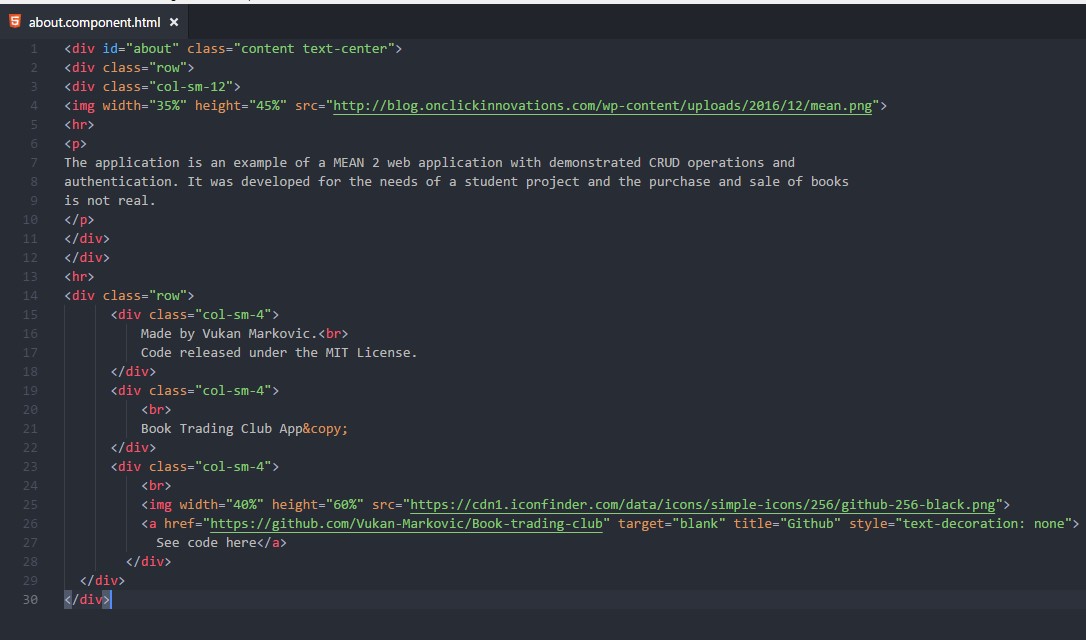 about.component.html ×
1 <div id="about" class="content text-center">
2 <div class="row">
3 <div class="col-sm-12">
4 <img width="35%" height="45%" src="http://blog.onclickinnovations.com/wp-content/uploads/2016/12/mean.png">
5 <hr>
6 <p>
7 The application is an example of a MEAN 2 web application with demonstrated CRUD operations and
8 authentication. It was developed for the needs of a student project and the purchase and sale of books
9 is not real.
10 </p>
11 </div>
12 </div>
13 <hr>
14 <div class="row">
15 <div class="col-sm-4">
16 Made by Vukan Markovic.<br>
17 Code released under the MIT License.
18 </div>
19 <div class="col-sm-4">
20 <br>
21 Book Trading Club App&copy;
22 </div>
23 <div class="col-sm-4">
24 <br>
25 <img width="40%" height="60%" src="https://cdn1.iconfinder.com/data/icons/simple-icons/256/github-256-black.png">
26 <a href="https://github.com/Vukan-Markovic/Book-trading-club" target="blank" title="Github" style="text-decoration: none">
27 See code here</a>
28 </div>
29 </div>
30 </div>